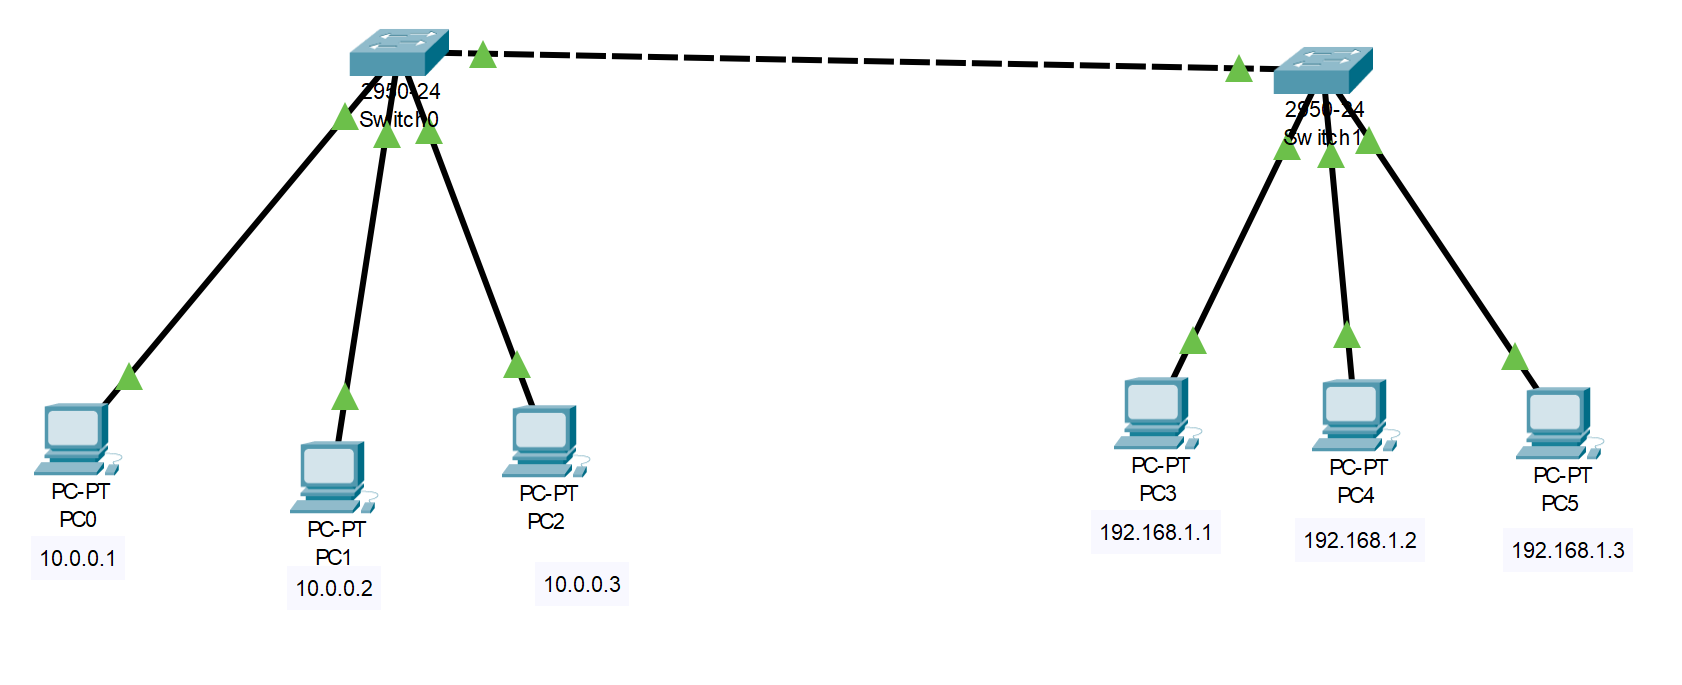 2950-24
Switch0
2950-24
Switch1
PC-PT
PC0
10.0.0.1
PC-PT
PC1
10.0.0.2
PC-PT
PC2
10.0.0.3
PC-PT
PC3
192.168.1.1
PC-PT
PC4
192.168.1.2
PC-PT
PC5
192.168.1.3